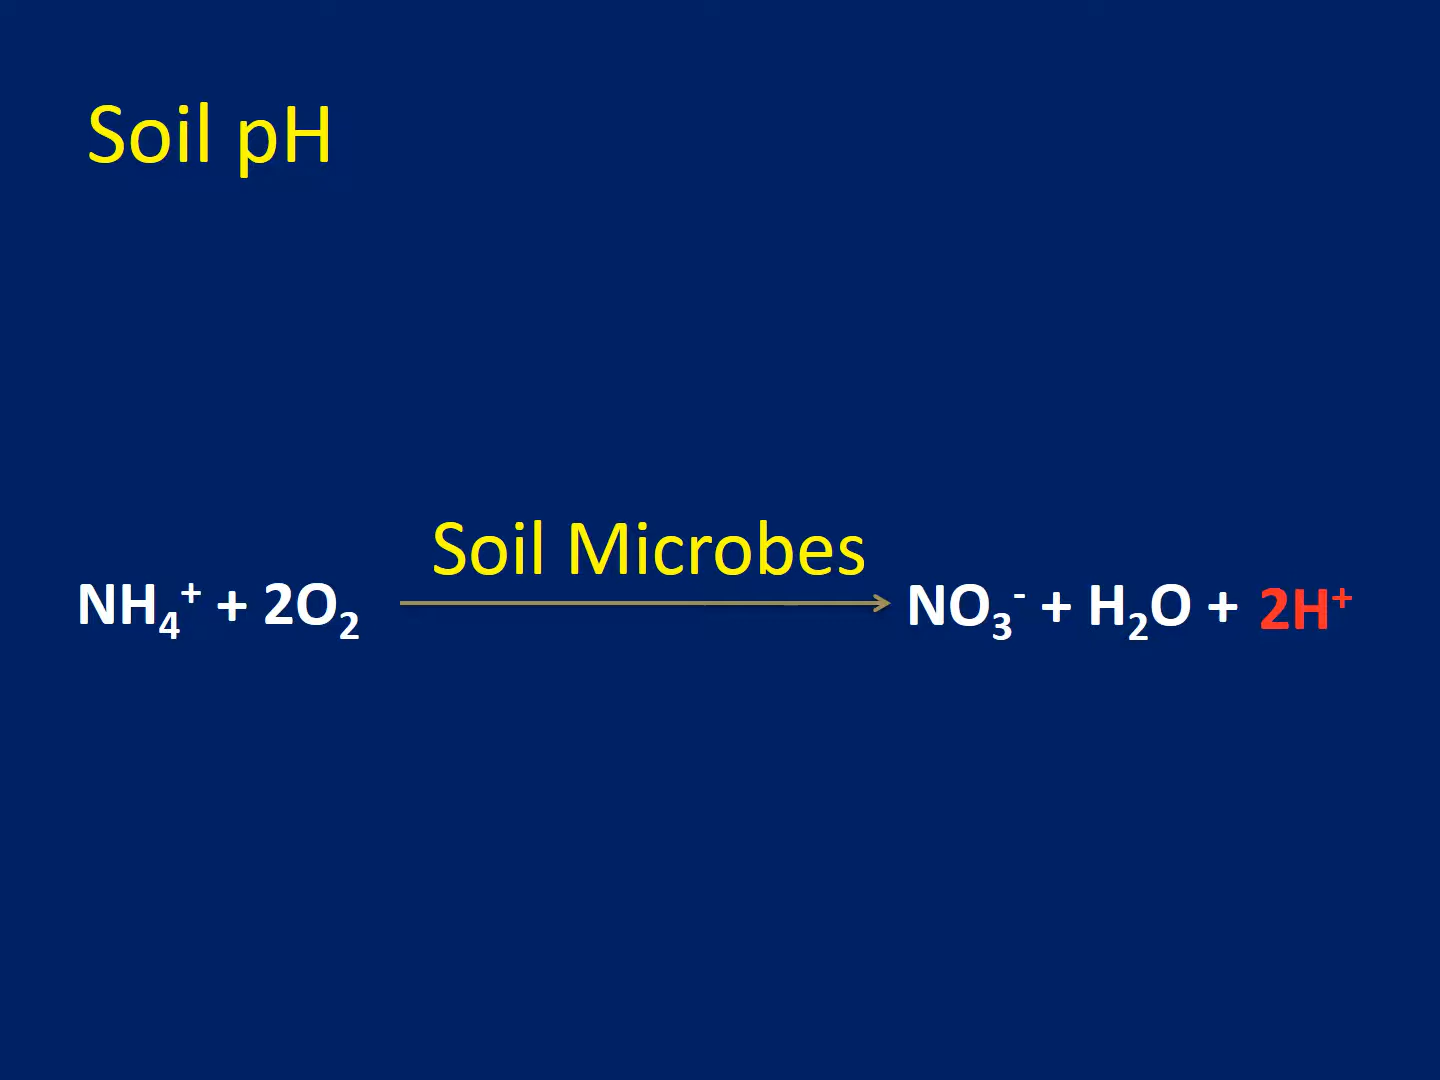 Soil pH
Soil Microbes
NH₄⁺ + 2O₂ → NO₃⁻ + H₂O + 2H⁺